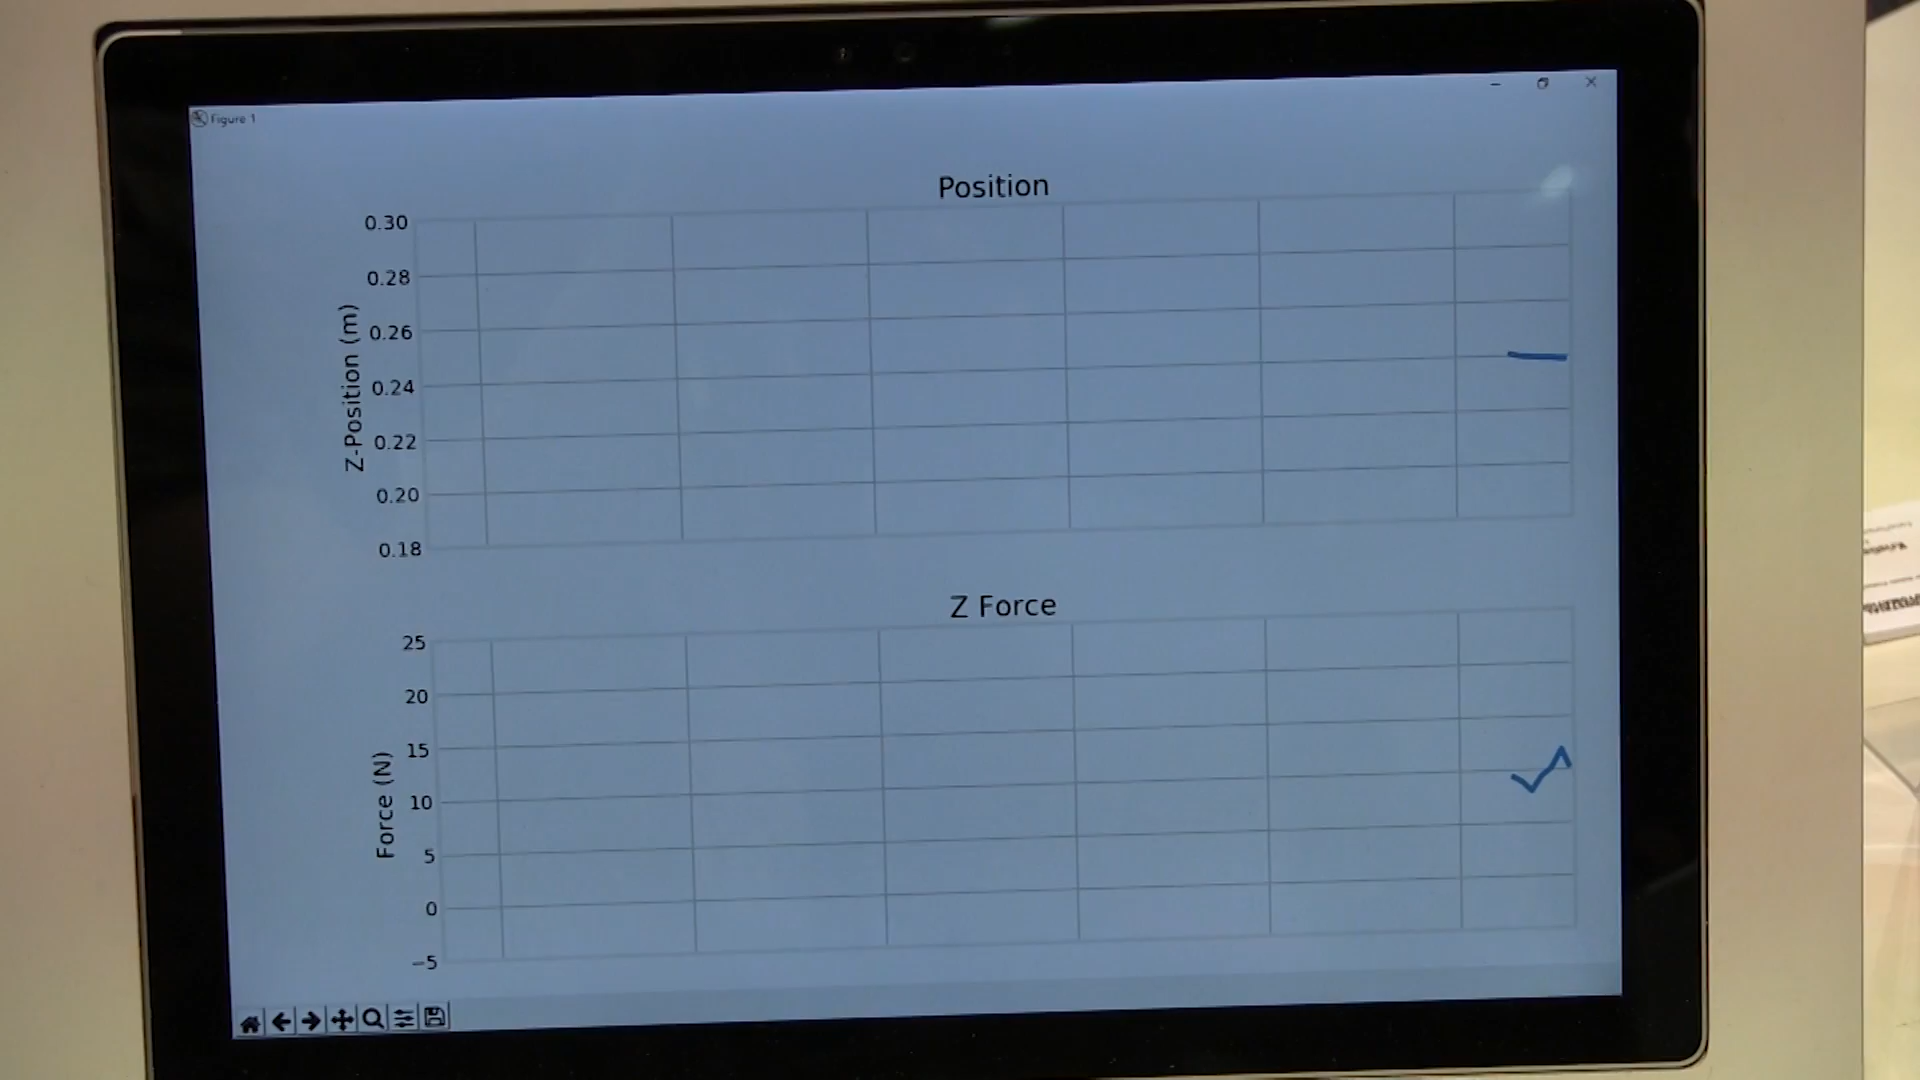 Figure 1
Position
0.30
0.28
0.26
0.24
0.22
0.20
0.18
Z-Position (m)
Z Force
25
20
15
10
5
0
−5
Force (N)